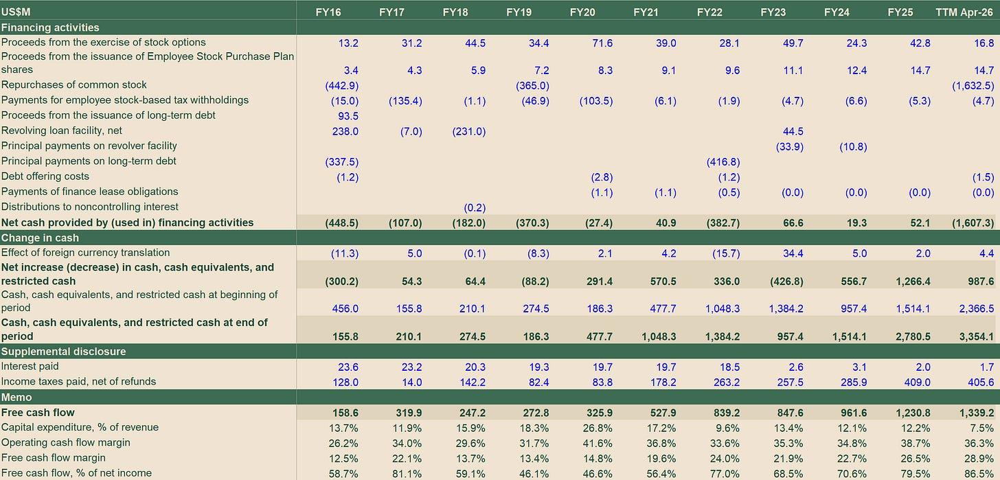 US$M FY16 FY17 FY18 FY19 FY20 FY21 FY22 FY23 FY24 FY25 TTM Apr-26
Financing activities
Proceeds from the exercise of stock options 13.2 31.2 44.5 34.4 71.6 39.0 28.1 49.7 24.3 42.8 16.8
Proceeds from the issuance of Employee Stock Purchase Plan
shares 3.4 4.3 5.9 7.2 8.3 9.1 9.6 11.1 12.4 14.7 14.7
Repurchases of common stock (442.9) (365.0) (1,632.5)
Payments for employee stock-based tax withholdings (15.0) (135.4) (1.1) (46.9) (103.5) (6.1) (1.9) (4.7) (6.6) (5.3) (4.7)
Proceeds from the issuance of long-term debt 93.5
Revolving loan facility, net 238.0 (7.0) (231.0) 44.5
Principal payments on revolver facility (33.9) (10.8)
Principal payments on long-term debt (337.5) (416.8)
Debt offering costs (1.2) (2.8) (1.2) (1.5)
Payments of finance lease obligations (1.1) (1.1) (0.5) (0.0) (0.0) (0.0) (0.0)
Distributions to noncontrolling interest (0.2)
Net cash provided by (used in) financing activities (448.5) (107.0) (182.0) (370.3) (27.4) 40.9 (382.7) 66.6 19.3 52.1 (1,607.3)
Change in cash
Effect of foreign currency translation (11.3) 5.0 (0.1) (8.3) 2.1 4.2 (15.7) 34.4 5.0 2.0 4.4
Net increase (decrease) in cash, cash equivalents, and
restricted cash (300.2) 54.3 64.4 (88.2) 291.4 570.5 336.0 (426.8) 556.7 1,266.4 987.6
Cash, cash equivalents, and restricted cash at beginning of
period 456.0 155.8 210.1 274.5 186.3 477.7 1,048.3 1,384.2 957.4 1,514.1 2,366.5
Cash, cash equivalents, and restricted cash at end of
period 155.8 210.1 274.5 186.3 477.7 1,048.3 1,384.2 957.4 1,514.1 2,780.5 3,354.1
Supplemental disclosure
Interest paid 23.6 23.2 20.3 19.3 19.7 19.7 18.5 2.6 3.1 2.0 1.7
Income taxes paid, net of refunds 128.0 14.0 142.2 82.4 83.8 178.2 263.2 257.5 285.9 409.0 405.6
Memo
Free cash flow 158.6 319.9 247.2 272.8 325.9 527.9 839.2 847.6 961.6 1,230.8 1,339.2
Capital expenditure, % of revenue 13.7% 11.9% 15.9% 18.3% 26.8% 17.2% 9.6% 13.4% 12.1% 12.2% 7.5%
Operating cash flow margin 26.2% 34.0% 29.6% 31.7% 41.6% 36.8% 33.6% 35.3% 34.8% 38.7% 36.3%
Free cash flow margin 12.5% 22.1% 13.7% 13.4% 14.8% 19.6% 24.0% 21.9% 22.7% 26.5% 28.9%
Free cash flow, % of net income 58.7% 81.1% 59.1% 46.1% 46.6% 56.4% 77.0% 68.5% 70.6% 79.5% 86.5%